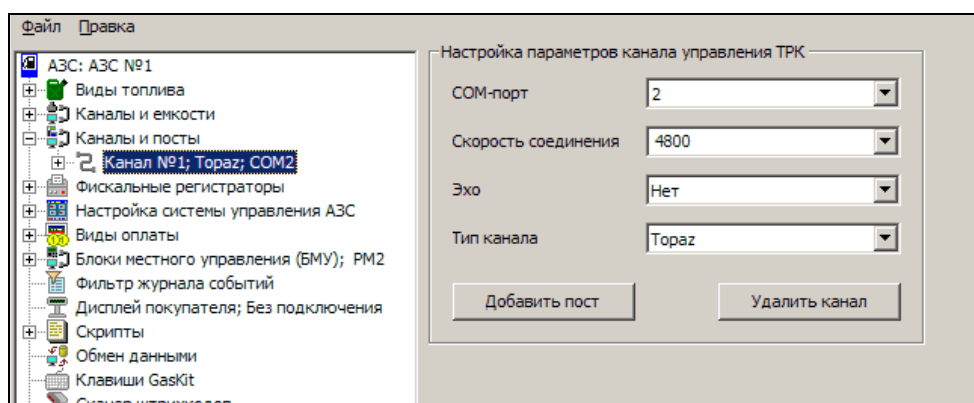 Файл Правка
АЗС: АЗС №1
Виды топлива
Каналы и емкости
Каналы и посты
Канал №1; Topaz; COM2
Фискальные регистраторы
Настройка системы управления АЗС
Виды оплаты
Блоки местного управления (БМУ); РМ2
Фильтр журнала событий
Дисплей покупателя; Без подключения
Скрипты
Обмен данными
Клавиши GasKit
Сканер штрихкодов
Настройка параметров канала управления ТРК
COM-порт 2
Скорость соединения 4800
Эхо Нет
Тип канала Topaz
Добавить пост Удалить канал